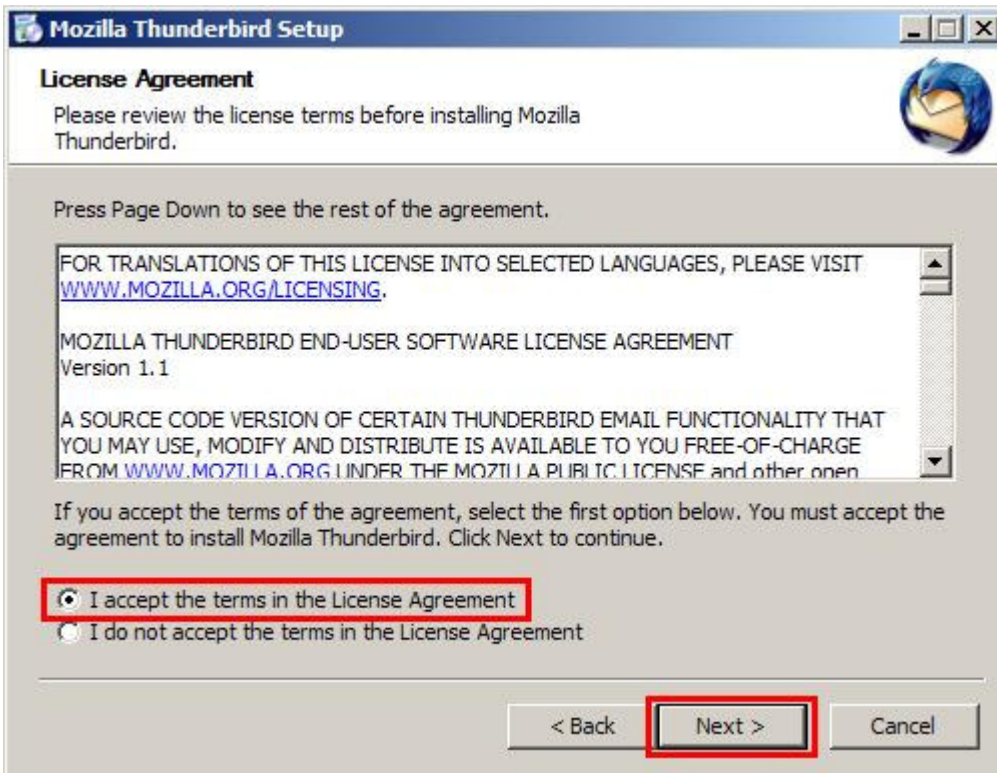 Mozilla Thunderbird Setup
License Agreement
Please review the license terms before installing Mozilla
Thunderbird.
Press Page Down to see the rest of the agreement.
FOR TRANSLATIONS OF THIS LICENSE INTO SELECTED LANGUAGES, PLEASE VISIT
WWW.MOZILLA.ORG/LICENSING.
MOZILLA THUNDERBIRD END-USER SOFTWARE LICENSE AGREEMENT
Version 1.1
A SOURCE CODE VERSION OF CERTAIN THUNDERBIRD EMAIL FUNCTIONALITY THAT
YOU MAY USE, MODIFY AND DISTRIBUTE IS AVAILABLE TO YOU FREE-OF-CHARGE
FROM WWW.MOZILLA.ORG UNDER THE MOZILLA PUBLIC LICENSE and other open
If you accept the terms of the agreement, select the first option below. You must accept the
agreement to install Mozilla Thunderbird. Click Next to continue.
I accept the terms in the License Agreement
I do not accept the terms in the License Agreement
< Back Next > Cancel